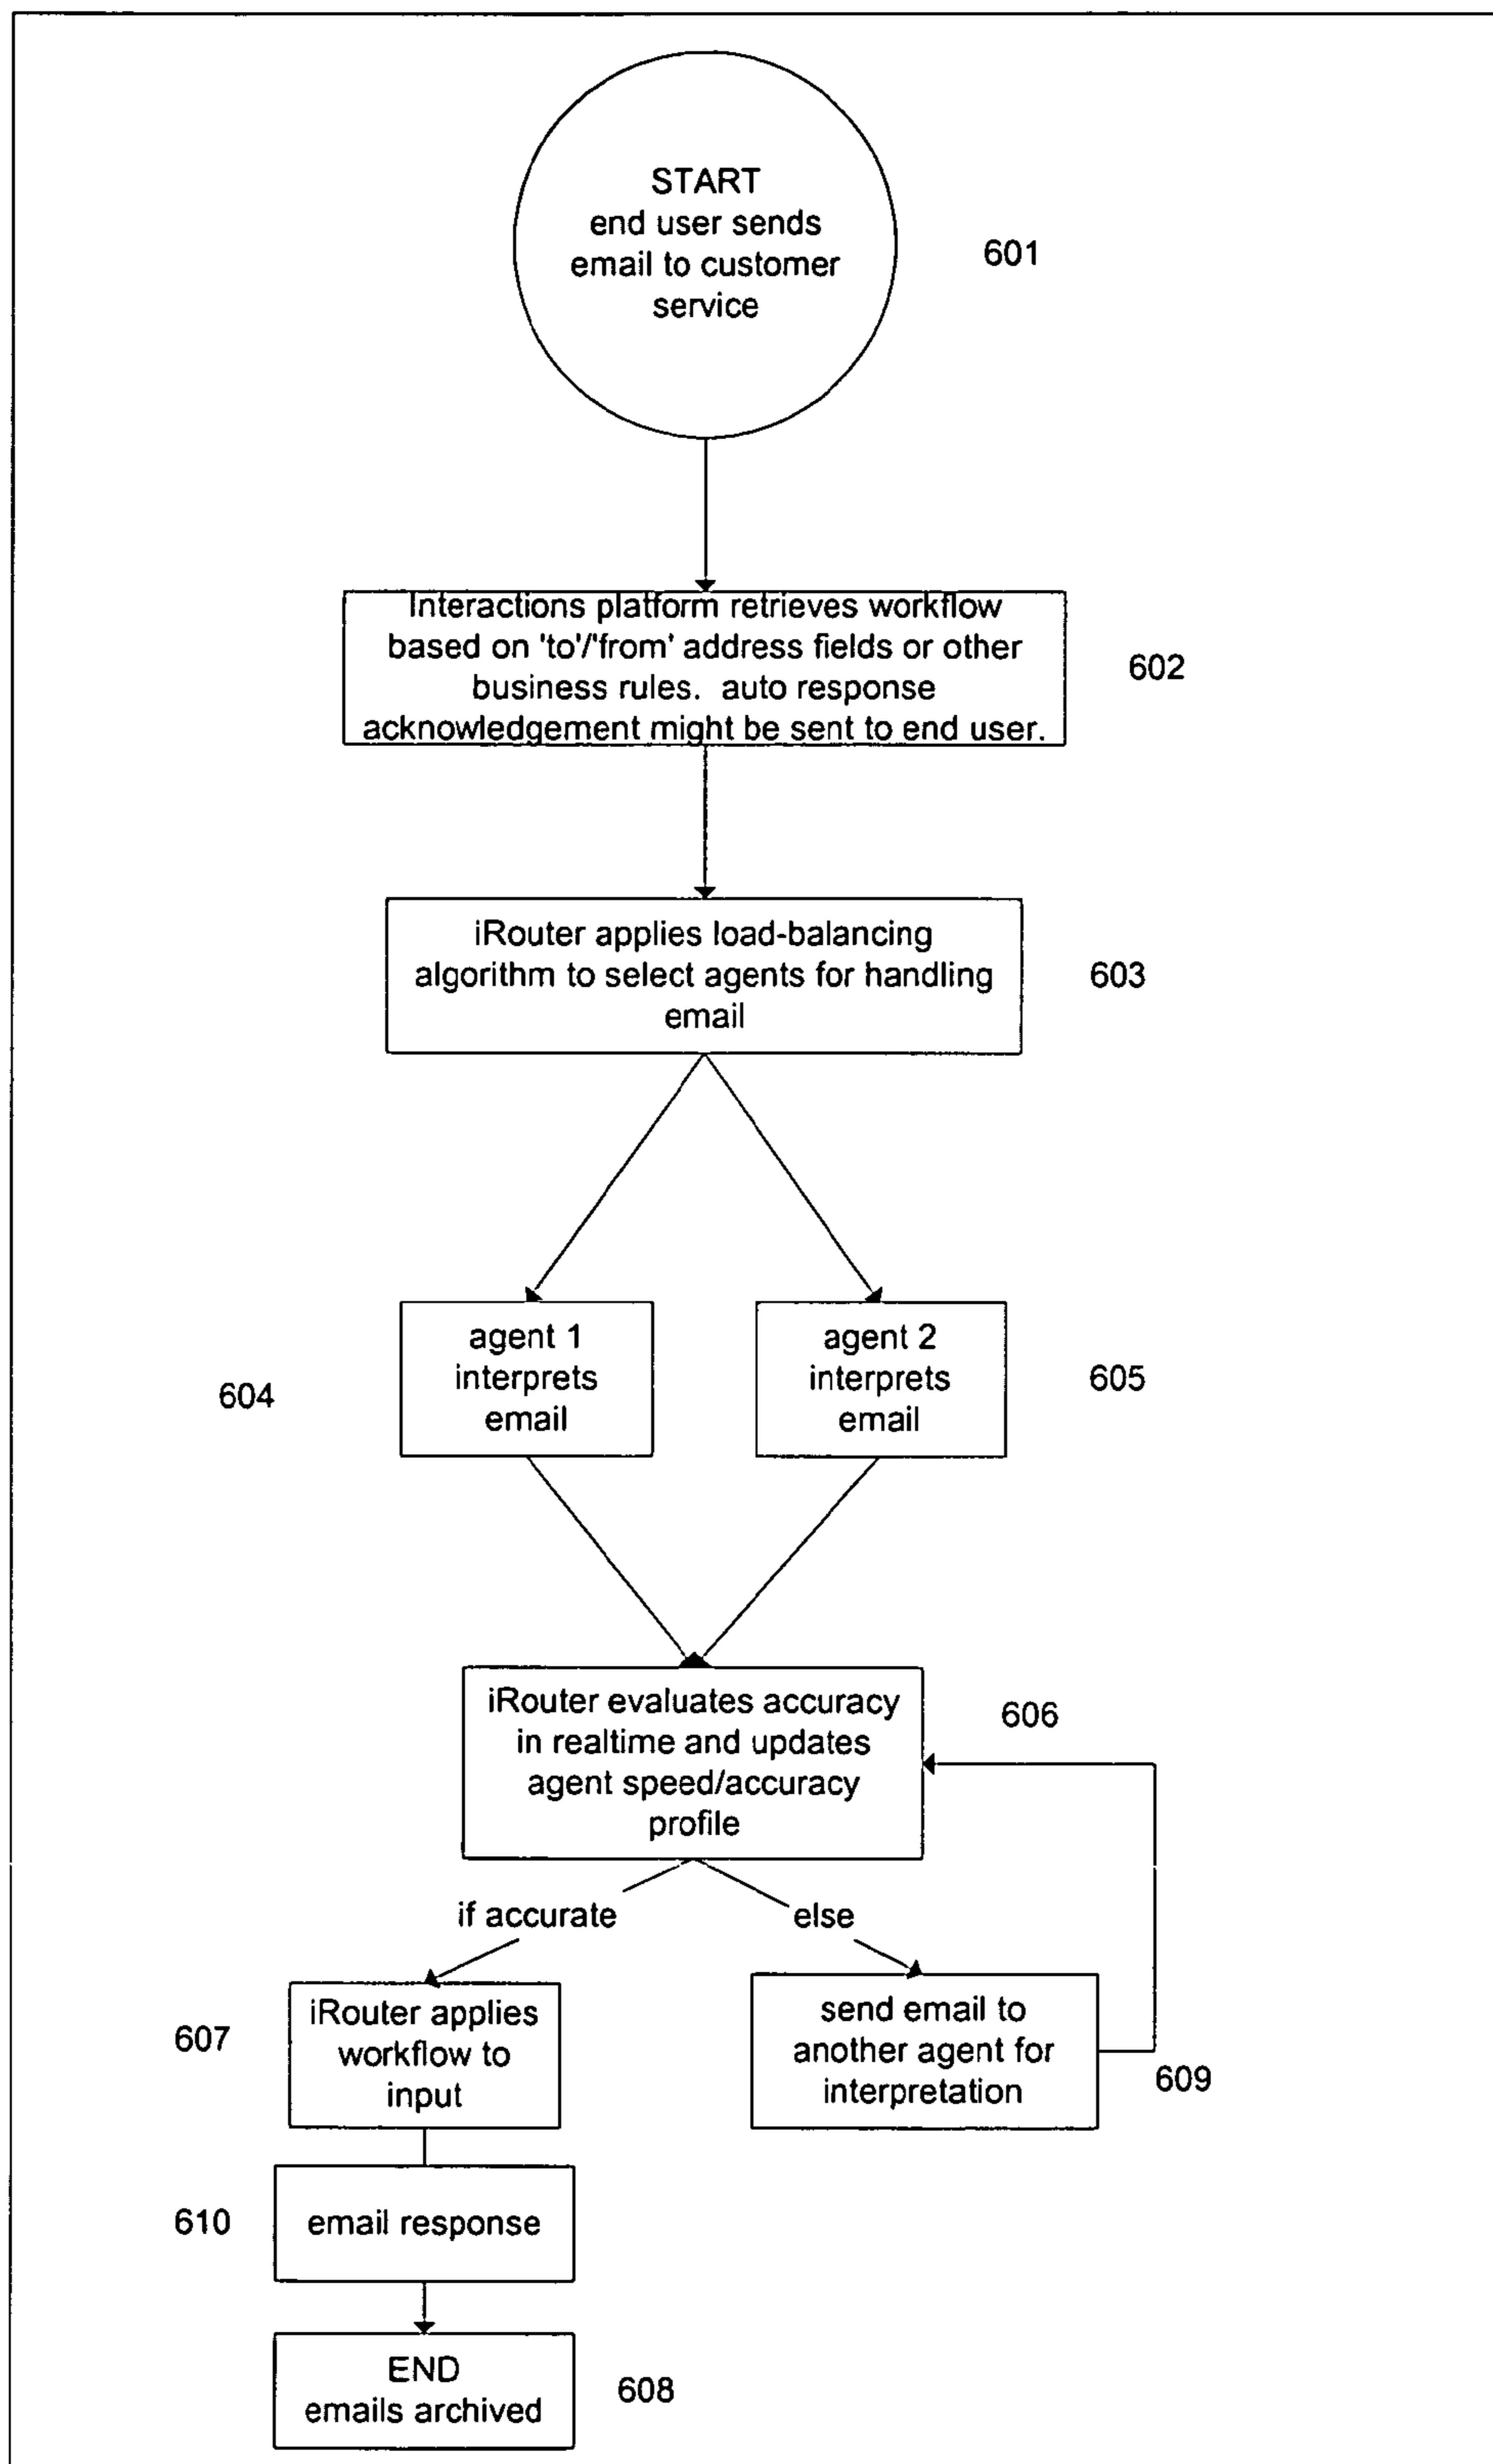 START
end user sends
email to customer
service
601
Interactions platform retrieves workflow
based on 'to'/'from' address fields or other
business rules. auto response
acknowledgement might be sent to end user.
602
iRouter applies load-balancing
algorithm to select agents for handling
email
603
agent 1
interprets
email
604
agent 2
interprets
email
605
iRouter evaluates accuracy
in realtime and updates
agent speed/accuracy
profile
606
if accurate
else
iRouter applies
workflow to
input
607
send email to
another agent for
interpretation
609
email response
610
END
emails archived
608